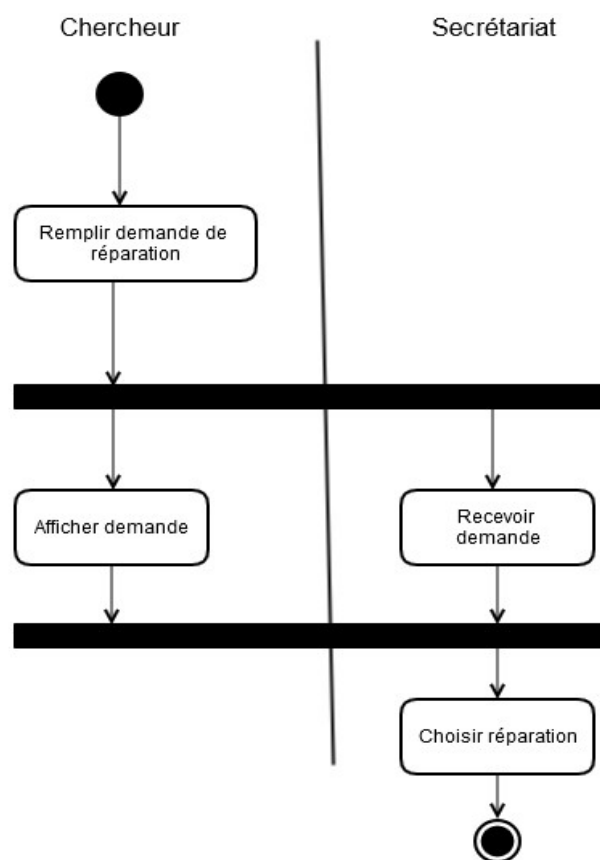 Chercheur
Secrétariat
Remplir demande de
réparation
Afficher demande
Recevoir
demande
Choisir réparation